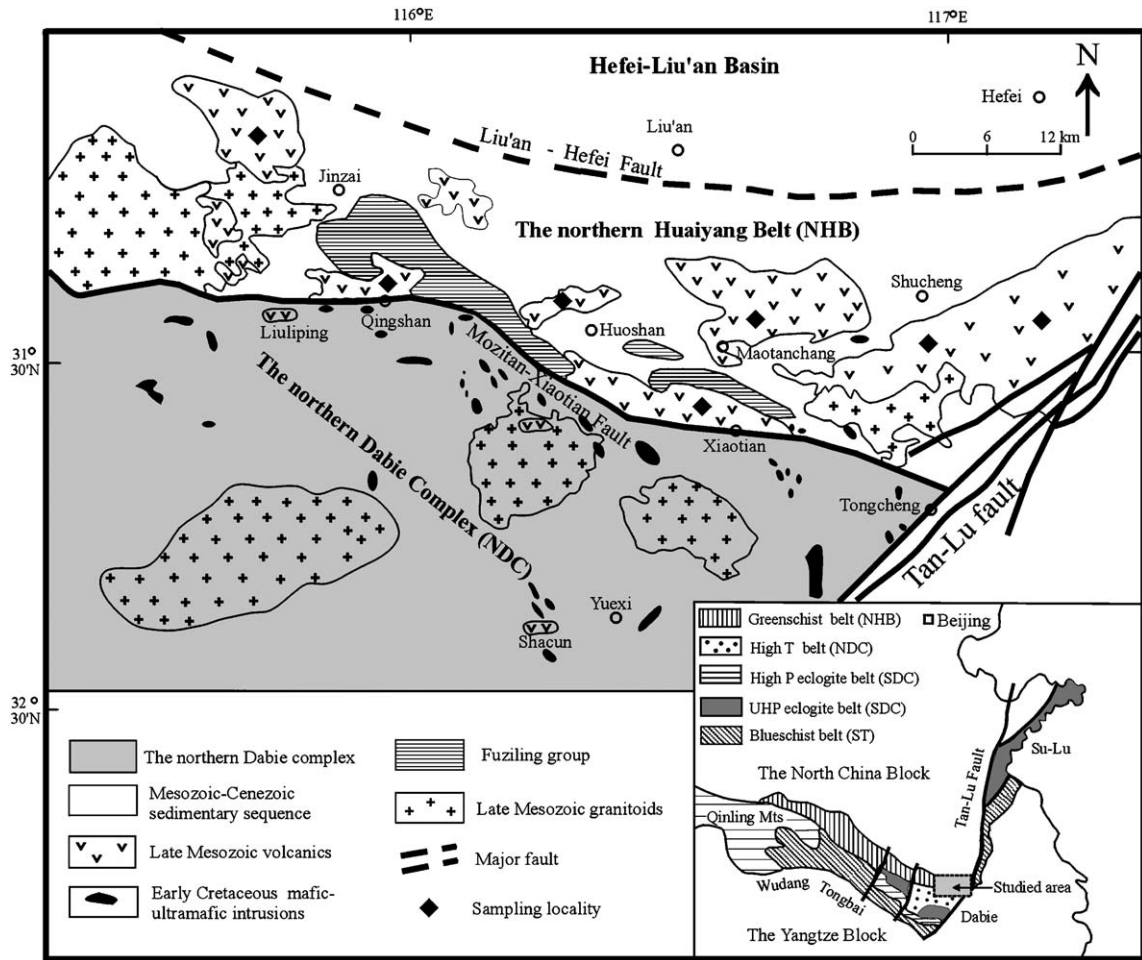 116°E
117°E
Hefei-Liu'an Basin
N
Hefei
Liu'an
0 6 12 km
Liu'an - Hefei Fault
Jinzai
The northern Huaiyang Belt (NHB)
Shucheng
Liuliping
Qingshan
Huoshan
Maotanchang
31°
30'N
Mozitan-Xiaotian Fault
The northern Dabie Complex (NDC)
Xiaotian
Tongcheng
Tan-Lu fault
Yuexi
Shacun
32°
30'N
The northern Dabie complex
Mesozoic-Cenezoic
sedimentary sequence
Late Mesozoic volcanics
Early Cretaceous mafic-
ultramafic intrusions
Fuziling group
Late Mesozoic granitoids
Major fault
Sampling locality
Greenschist belt (NHB)
Beijing
High T belt (NDC)
High P eclogite belt (SDC)
UHP eclogite belt (SDC)
Blueschist belt (ST)
Su-Lu
Tan-Lu Fault
The North China Block
Qinling Mts
Wudang
Tongbai
Studied area
Dabie
The Yangtze Block